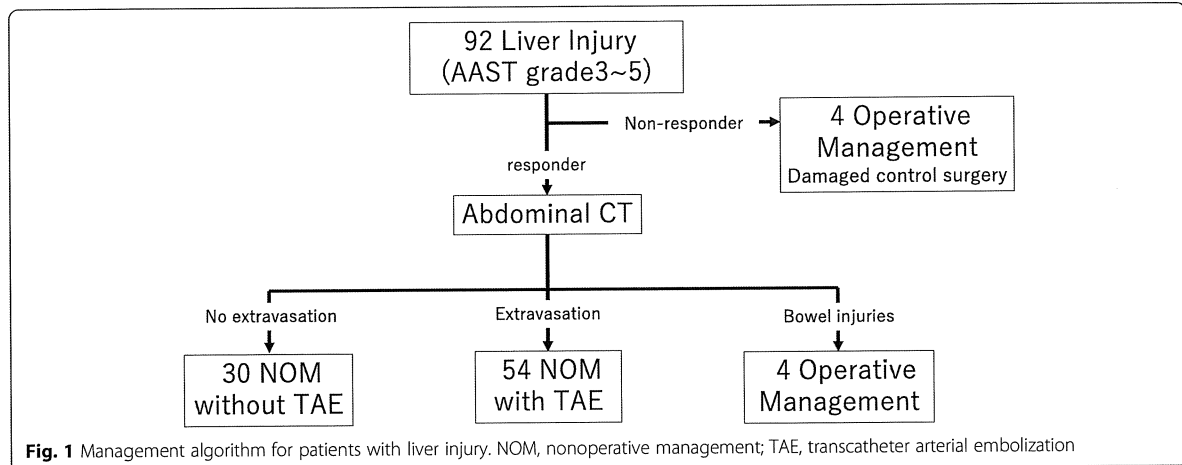 92 Liver Injury
(AAST grade3~5)
Non-responder
4 Operative
Management
Damaged control surgery
responder
Abdominal CT
No extravasation
Extravasation
Bowel injuries
30 NOM
without TAE
54 NOM
with TAE
4 Operative
Management
Fig. 1 Management algorithm for patients with liver injury. NOM, nonoperative management; TAE, transcatheter arterial embolization